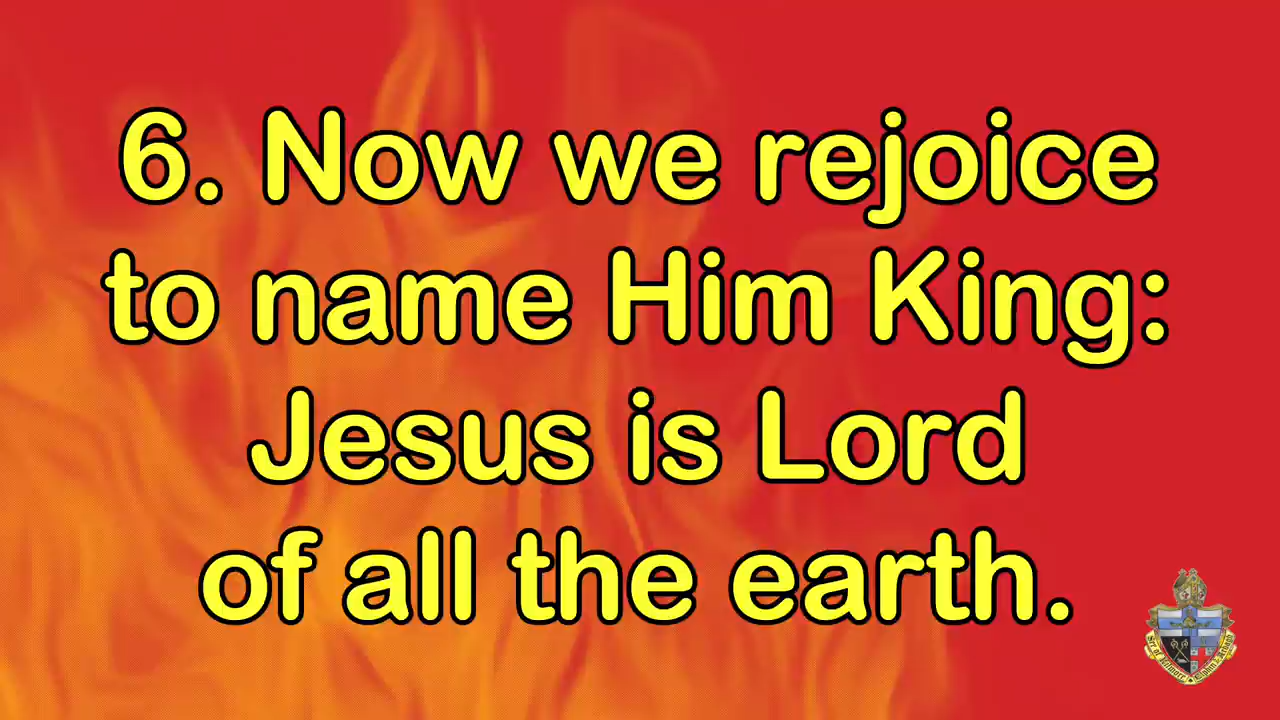 6. Now we rejoice
to name Him King:
Jesus is Lord
of all the earth.